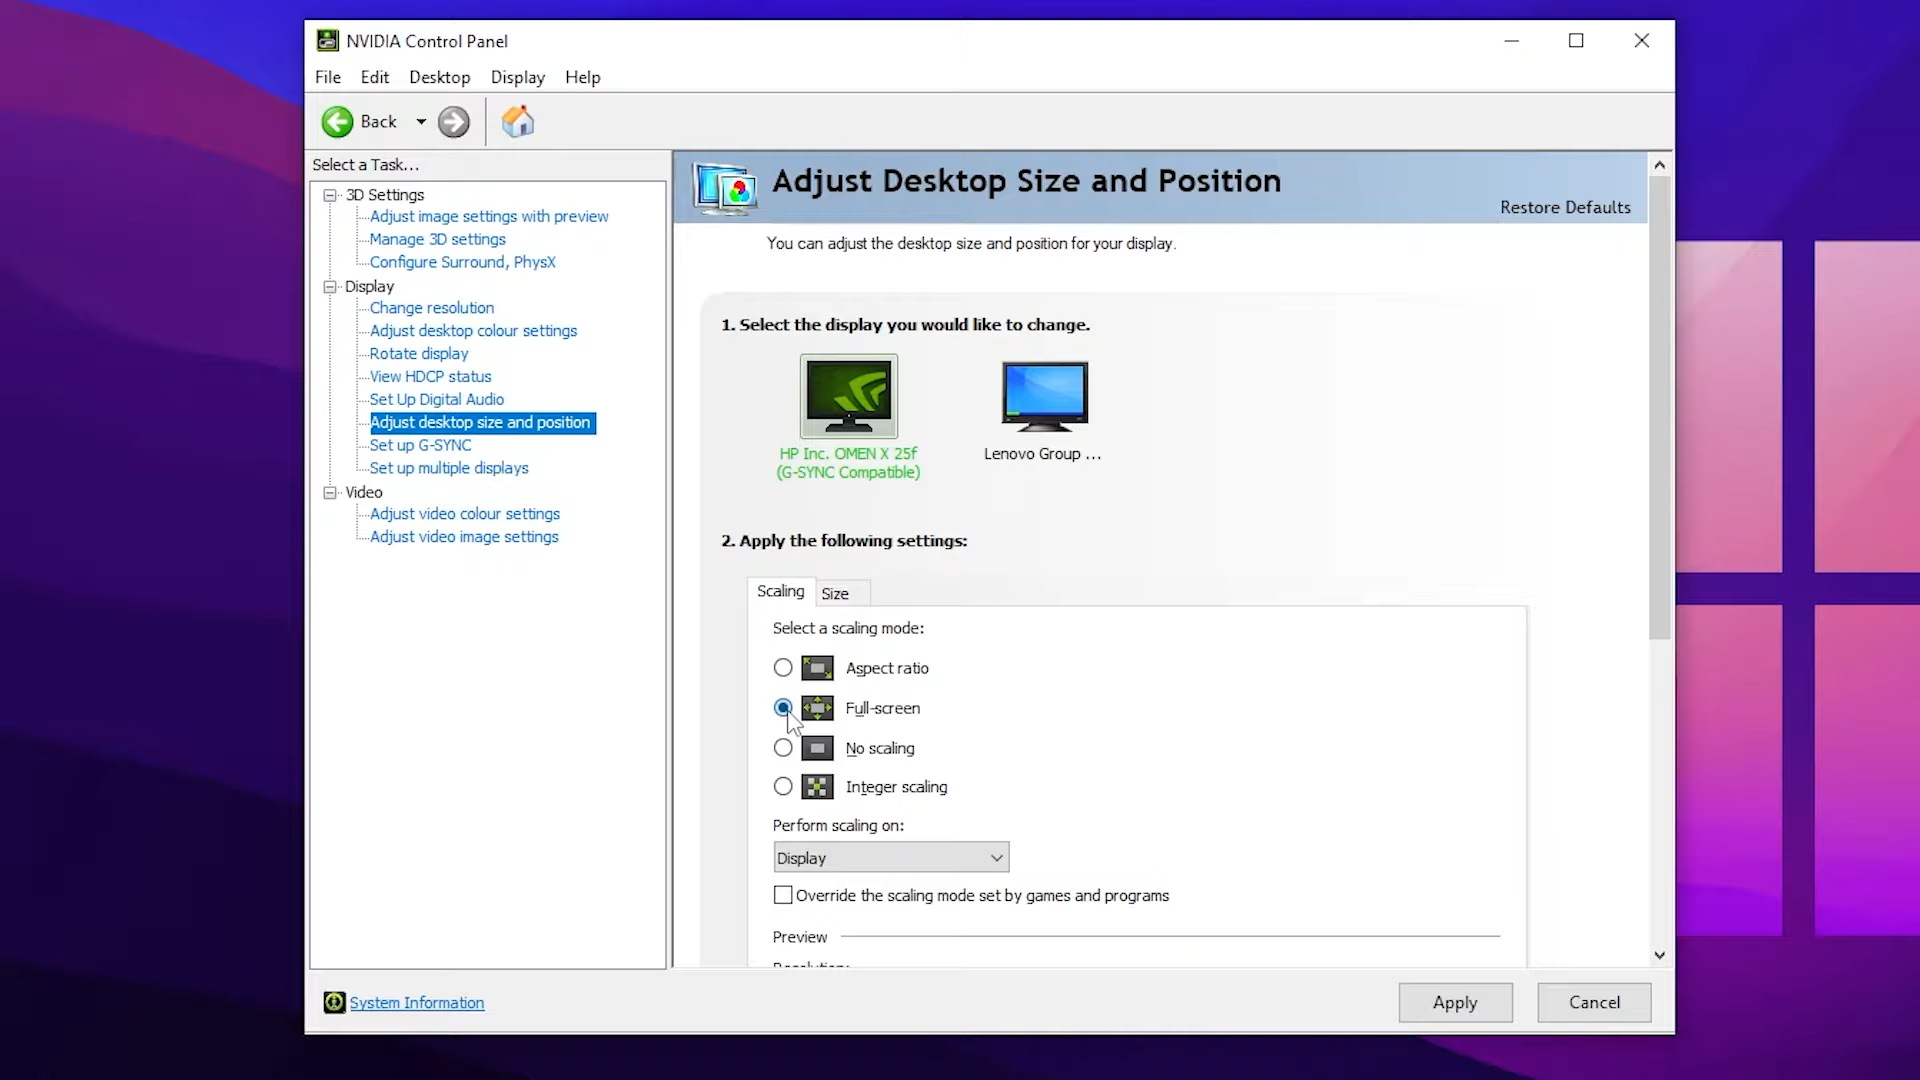 NVIDIA Control Panel
File Edit Desktop Display Help
Back
Select a Task...
3D Settings
Adjust image settings with preview
Manage 3D settings
Configure Surround, PhysX
Display
Change resolution
Adjust desktop colour settings
Rotate display
View HDCP status
Set Up Digital Audio
Adjust desktop size and position
Set up G-SYNC
Set up multiple displays
Video
Adjust video colour settings
Adjust video image settings
Adjust Desktop Size and Position
Restore Defaults
You can adjust the desktop size and position for your display.
1. Select the display you would like to change.
HP Inc. OMEN X 25f
(G-SYNC Compatible)
Lenovo Group ...
2. Apply the following settings:
Scaling Size
Select a scaling mode:
Aspect ratio
Full-screen
No scaling
Integer scaling
Perform scaling on:
Display
Override the scaling mode set by games and programs
Preview
System Information
Apply
Cancel